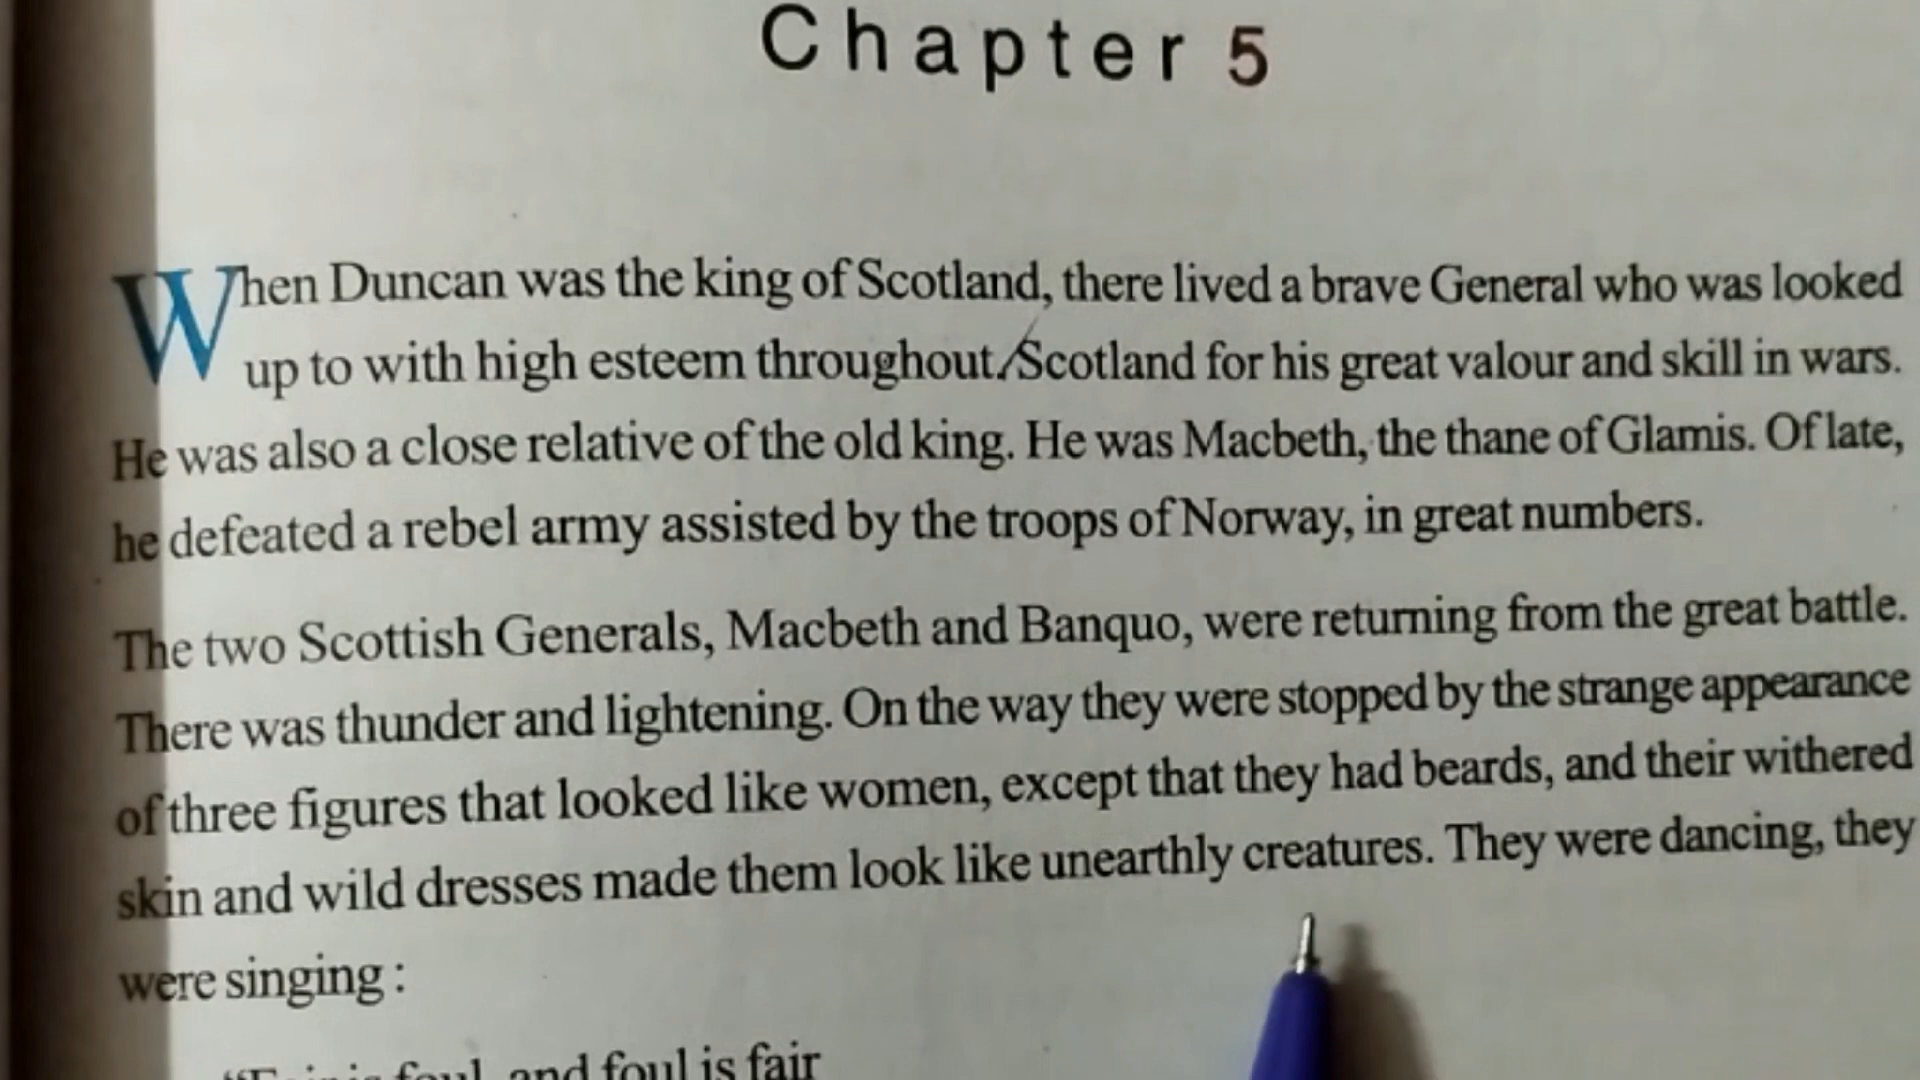 Chapter 5
When Duncan was the king of Scotland, there lived a brave General who was looked
up to with high esteem throughout Scotland for his great valour and skill in wars.
He was also a close relative of the old king. He was Macbeth, the thane of Glamis. Of late,
he defeated a rebel army assisted by the troops of Norway, in great numbers.
The two Scottish Generals, Macbeth and Banquo, were returning from the great battle.
There was thunder and lightening. On the way they were stopped by the strange appearance
of three figures that looked like women, except that they had beards, and their withered
skin and wild dresses made them look like unearthly creatures. They were dancing, they
were singing :
“Fair is foul, and foul is fair